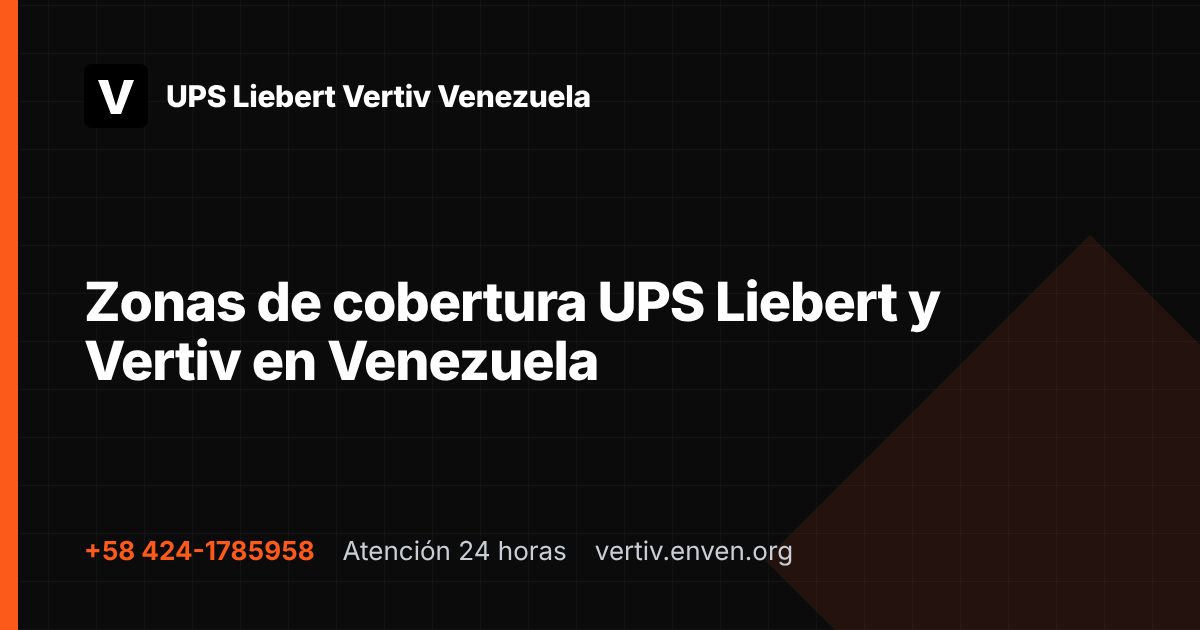 V
UPS Liebert Vertiv Venezuela
Zonas de cobertura UPS Liebert y
Vertiv en Venezuela
+58 424-1785958 Atención 24 horas vertiv.enven.org